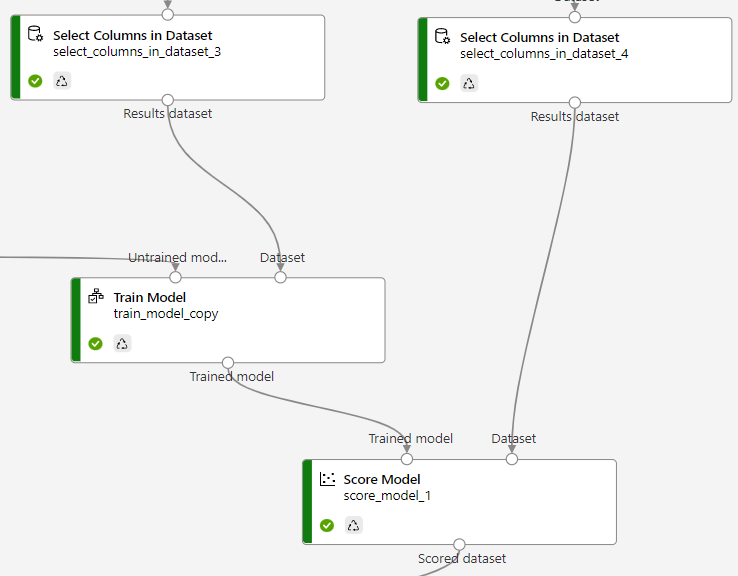 Dataset
Select Columns in Dataset
select_columns_in_dataset_3
Results dataset
Select Columns in Dataset
select_columns_in_dataset_4
Results dataset
Untrained mod...
Dataset
Train Model
train_model_copy
Trained model
Trained model
Dataset
Score Model
score_model_1
Scored dataset